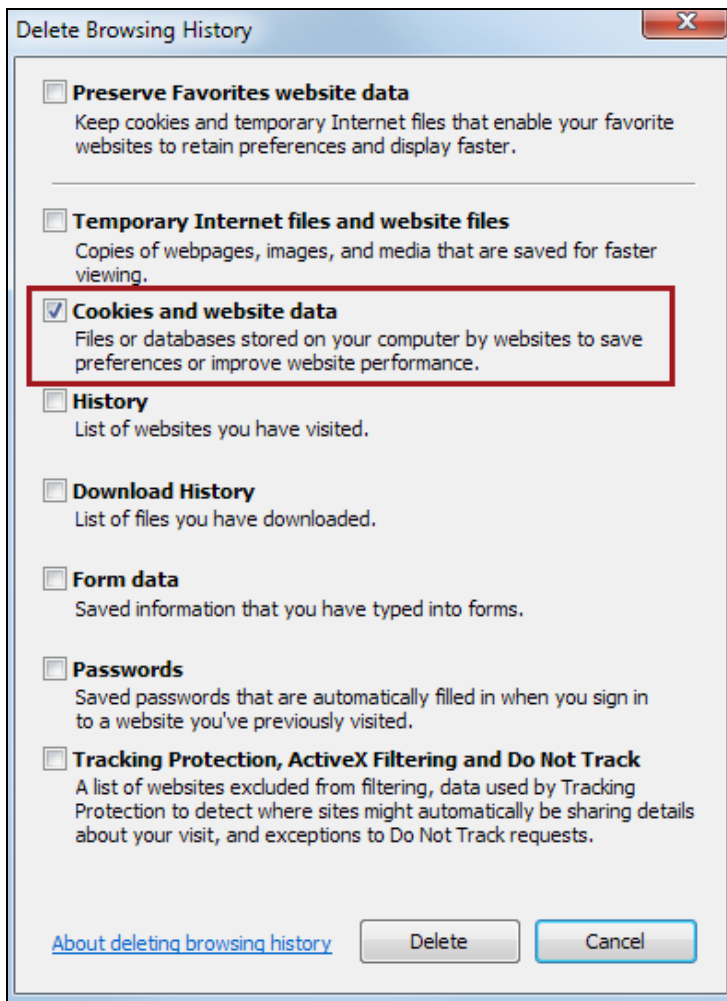 Delete Browsing History
Preserve Favorites website data
Keep cookies and temporary Internet files that enable your favorite
websites to retain preferences and display faster.
Temporary Internet files and website files
Copies of webpages, images, and media that are saved for faster
viewing.
Cookies and website data
Files or databases stored on your computer by websites to save
preferences or improve website performance.
History
List of websites you have visited.
Download History
List of files you have downloaded.
Form data
Saved information that you have typed into forms.
Passwords
Saved passwords that are automatically filled in when you sign in
to a website you've previously visited.
Tracking Protection, ActiveX Filtering and Do Not Track
A list of websites excluded from filtering, data used by Tracking
Protection to detect where sites might automatically be sharing details
about your visit, and exceptions to Do Not Track requests.
About deleting browsing history
Delete
Cancel